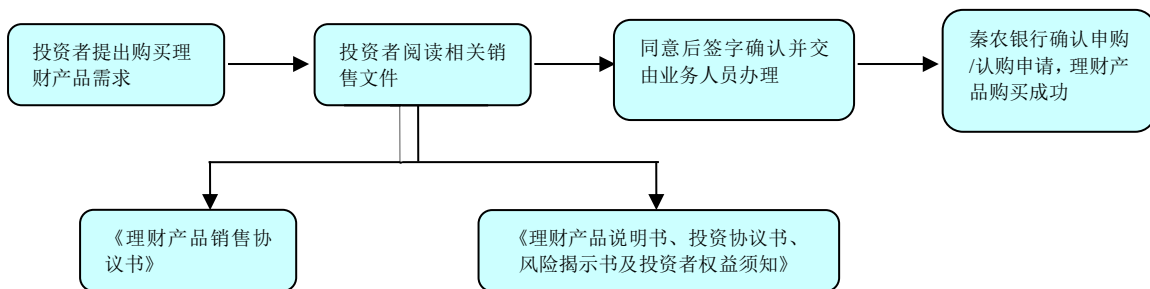 投资者提出购买理
财产品需求
投资者阅读相关销
售文件
同意后签字确认并交
由业务人员办理
秦农银行确认申购
/认购申请，理财产
品购买成功
《理财产品销售协
议书》
《理财产品说明书、投资协议书、
风险揭示书及投资者权益须知》